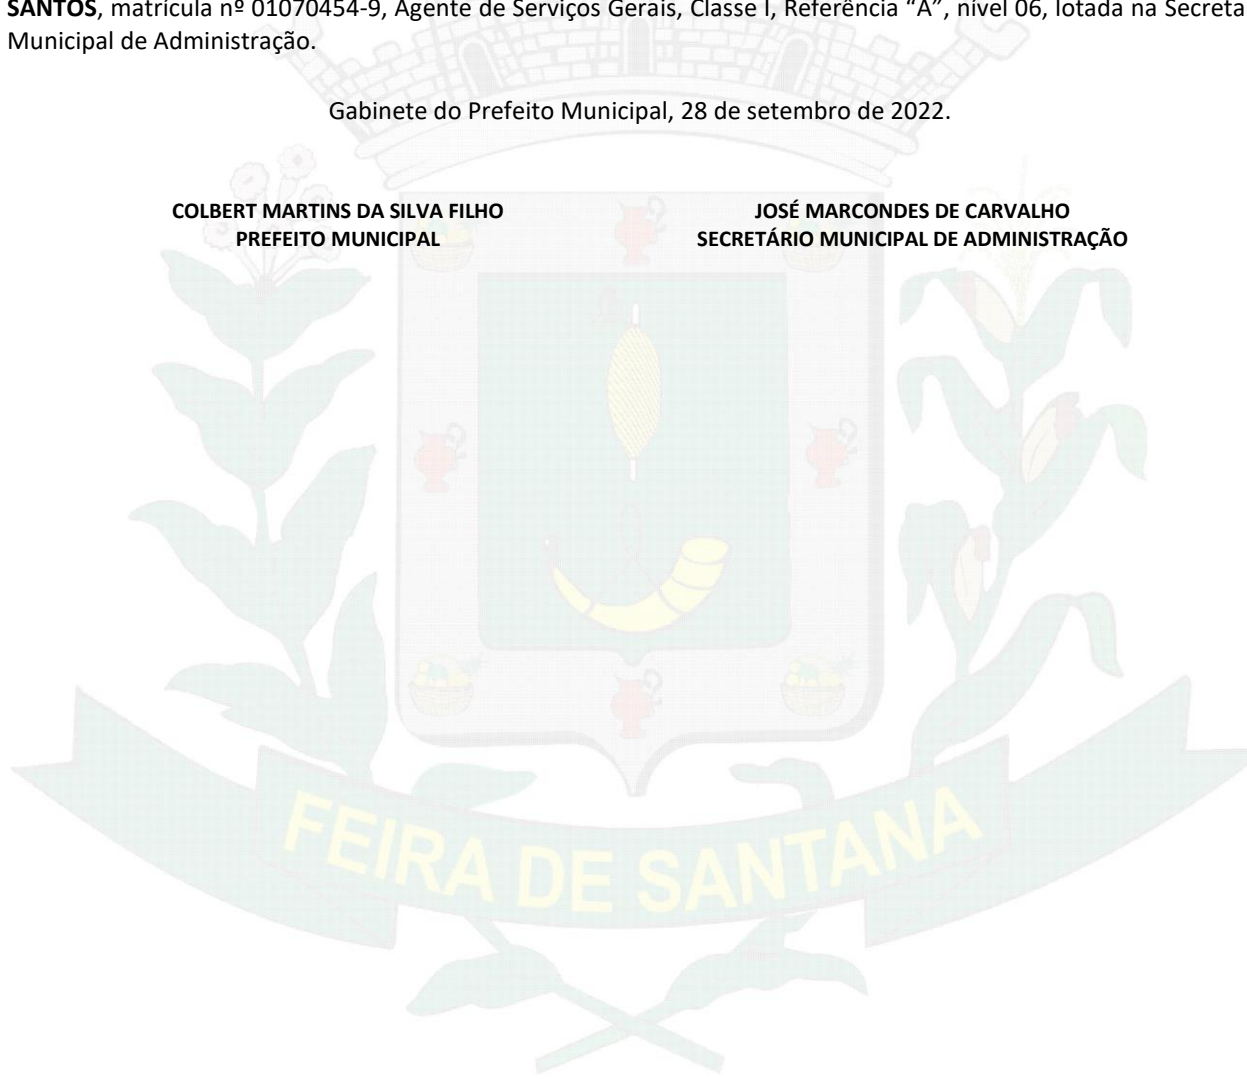 SANTOS, matrícula nº 01070454-9, Agente de Serviços Gerais, Classe I, Referência “A”, nível 06, lotada na Secreta
Municipal de Administração.
Gabinete do Prefeito Municipal, 28 de setembro de 2022.
COLBERT MARTINS DA SILVA FILHO
PREFEITO MUNICIPAL
JOSÉ MARCONDES DE CARVALHO
SECRETÁRIO MUNICIPAL DE ADMINISTRAÇÃO
FEIRA DE SANTANA